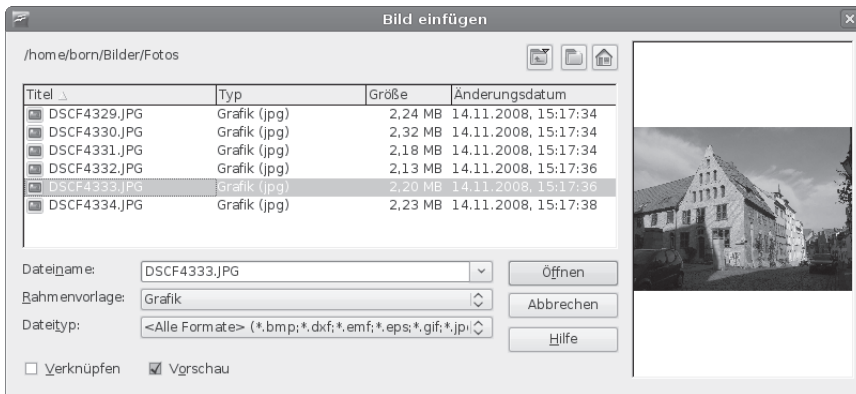 Bild einfügen
/home/born/Bilder/Fotos
Titel Typ Größe Änderungsdatum
DSCF4329.JPG Grafik (jpg) 2,24 MB 14.11.2008, 15:17:34
DSCF4330.JPG Grafik (jpg) 2,32 MB 14.11.2008, 15:17:34
DSCF4331.JPG Grafik (jpg) 2,18 MB 14.11.2008, 15:17:34
DSCF4332.JPG Grafik (jpg) 2,13 MB 14.11.2008, 15:17:36
DSCF4333.JPG Grafik (jpg) 2,20 MB 14.11.2008, 15:17:36
DSCF4334.JPG Grafik (jpg) 2,23 MB 14.11.2008, 15:17:38
Dateiname: DSCF4333.JPG Öffnen
Rahmenvorlage: Grafik Abbrechen
Dateityp: <Alle Formate> (*.bmp;*.dxf;*.emf;*.eps;*.gif;*.jp
Hilfe
Verknüpfen Vorschau